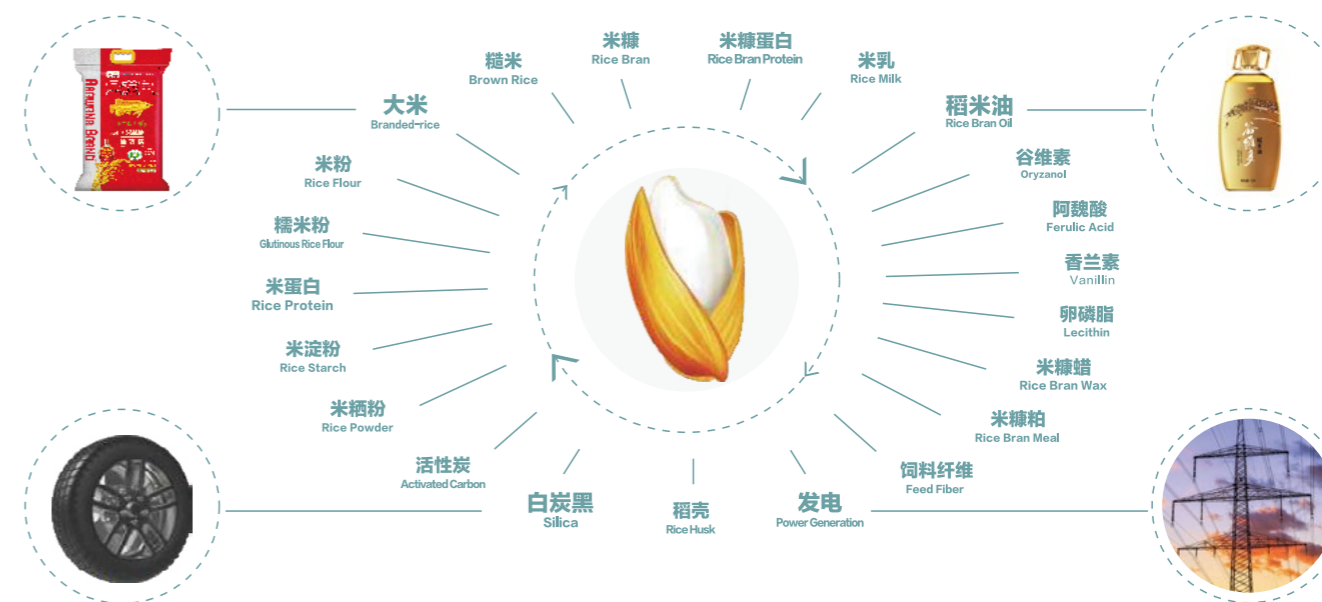 米糠
Rice Bran
米糠蛋白
Rice Bran Protein
糙米
Brown Rice
米乳
Rice Milk
大米
Branded-rice
稻米油
Rice Bran Oil
米粉
Rice Flour
谷维素
Oryzanol
糯米粉
Glutinous Rice Flour
阿魏酸
Ferulic Acid
米蛋白
Rice Protein
香兰素
Vanillin
米淀粉
Rice Starch
卵磷脂
Lecithin
米粞粉
Rice Powder
米糠蜡
Rice Bran Wax
米糠粕
Rice Bran Meal
活性炭
Activated Carbon
饲料纤维
Feed Fiber
白炭黑
Silica
稻壳
Rice Husk
发电
Power Generation